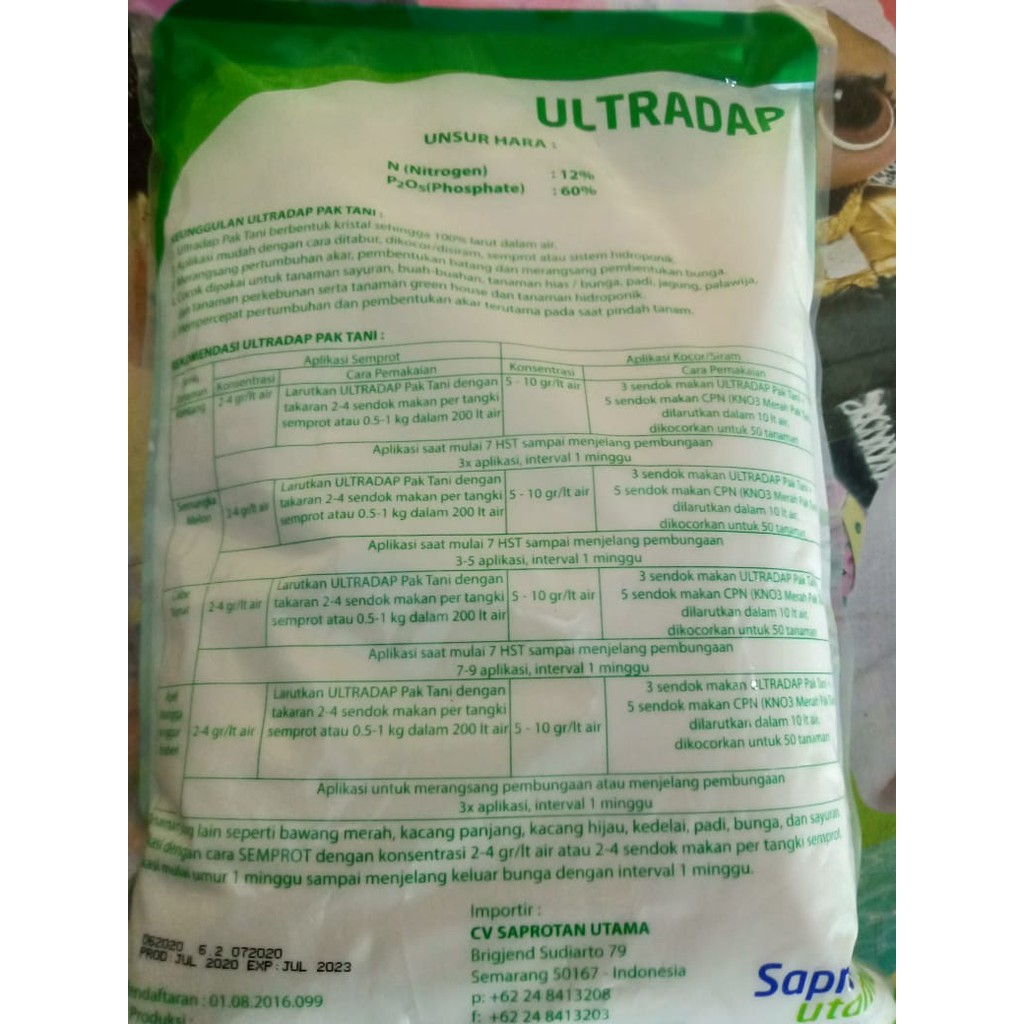 ULTRADAP
UNSUR HARA :
N (Nitrogen) : 12%
P2O5(Phosphate) : 60%
KEUNGGULAN ULTRADAP PAK TANI :
Ultradap Pak Tani berbentuk kristal sehingga 100% larut dalam air.
Aplikasi mudah dengan cara ditabur, dikocor/disiram, semprot atau sistem hidroponik.
Merangsang pertumbuhan akar, pembentukan batang dan merangsang pembentukan bunga.
Cocok dipakai untuk tanaman sayuran, buah-buahan, tanaman hias / bunga, padi, jagung, palawija,
dan tanaman perkebunan serta tanaman green house dan tanaman hidroponik.
Mempercepat pertumbuhan dan pembentukan akar terutama pada saat pindah tanam.
REKOMENDASI ULTRADAP PAK TANI :
Aplikasi Semprot Aplikasi Kocor/Siram
Konsentrasi Cara Pemakaian Konsentrasi Cara Pemakaian
2-4 gr/lt air Larutkan ULTRADAP Pak Tani dengan 5 - 10 gr/lt air 3 sendok makan ULTRADAP Pak Tani +
takaran 2-4 sendok makan per tangki 5 sendok makan CPN (KNO3 Merah Pak
semprot atau 0.5-1 kg dalam 200 lt air dilarutkan dalam 10 lt air,
dikocorkan untuk 50 tanaman
Aplikasi saat mulai 7 HST sampai menjelang pembungaan
3x aplikasi, interval 1 minggu
Semangka Larutkan ULTRADAP Pak Tani dengan 3 sendok makan ULTRADAP Pak
Melon 2-4 gr/lt air takaran 2-4 sendok makan per tangki 5 - 10 gr/lt air 5 sendok makan CPN (KNO3 Merah Pak
semprot atau 0.5-1 kg dalam 200 lt air dilarutkan dalam 10 lt air,
dikocorkan untuk 50 tanaman
Aplikasi saat mulai 7 HST sampai menjelang pembungaan
3-5 aplikasi, interval 1 minggu
Cabe Larutkan ULTRADAP Pak Tani dengan 3 sendok makan ULTRADAP Pak
Tomat 2-4 gr/lt air takaran 2-4 sendok makan per tangki 5 - 10 gr/lt air 5 sendok makan CPN (KNO3 Merah Pak
semprot atau 0.5-1 kg dalam 200 lt air dilarutkan dalam 10 lt air,
dikocorkan untuk 50 tanaman
Aplikasi saat mulai 7 HST sampai menjelang pembungaan
7-9 aplikasi, interval 1 minggu
Larutkan ULTRADAP Pak Tani dengan 3 sendok makan ULTRADAP Pak Tani +
takaran 2-4 sendok makan per tangki 5 sendok makan CPN (KNO3 Merah Pak
2-4 gr/lt air semprot atau 0.5-1 kg dalam 200 lt air 5 - 10 gr/lt air dilarutkan dalam 10 lt air,
dikocorkan untuk 50 tanaman
Aplikasi untuk merangsang pembungaan atau menjelang pembungaan
3x aplikasi, interval 1 minggu
lain seperti bawang merah, kacang panjang, kacang hijau, kedelai, padi, bunga, dan sayuran
dengan cara SEMPROT dengan konsentrasi 2-4 gr/lt air atau 2-4 sendok makan per tangki semprot.
mulai umur 1 minggu sampai menjelang keluar bunga dengan interval 1 minggu.
062020 6.2 072020
PROD:JUL 2020 EXP:JUL 2023
ndaftaran : 01.08.2016.099
Produksi :
Importir :
CV SAPROTAN UTAMA
Brigjend Sudiarto 79
Semarang 50167 - Indonesia
p: +62 24 8413208
f: +62 24 8413203
Sapr
uta